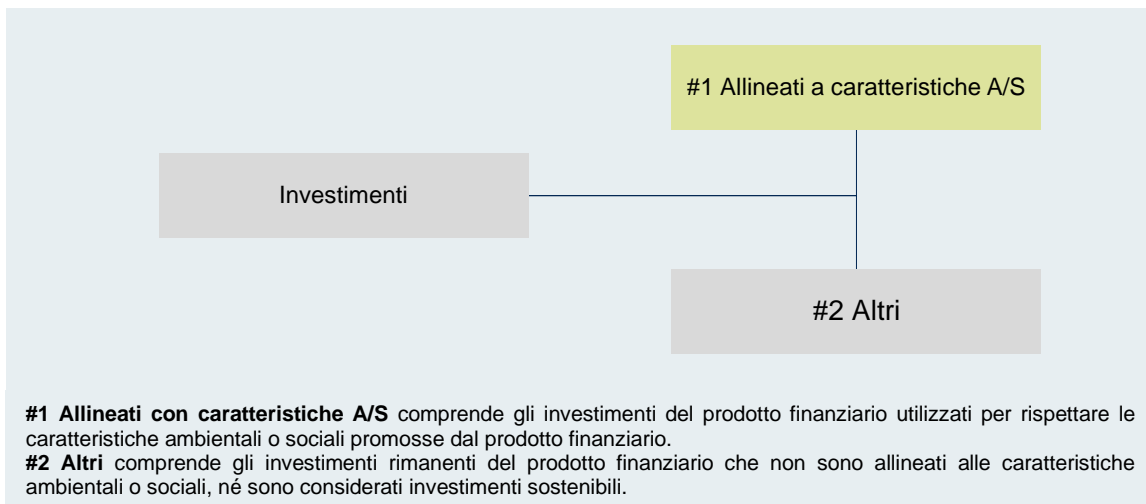 #1 Allineati a caratteristiche A/S
Investimenti
#2 Altri
#1 Allineati con caratteristiche A/S comprende gli investimenti del prodotto finanziario utilizzati per rispettare le
caratteristiche ambientali o sociali promosse dal prodotto finanziario.
#2 Altri comprende gli investimenti rimanenti del prodotto finanziario che non sono allineati alle caratteristiche
ambientali o sociali, né sono considerati investimenti sostenibili.